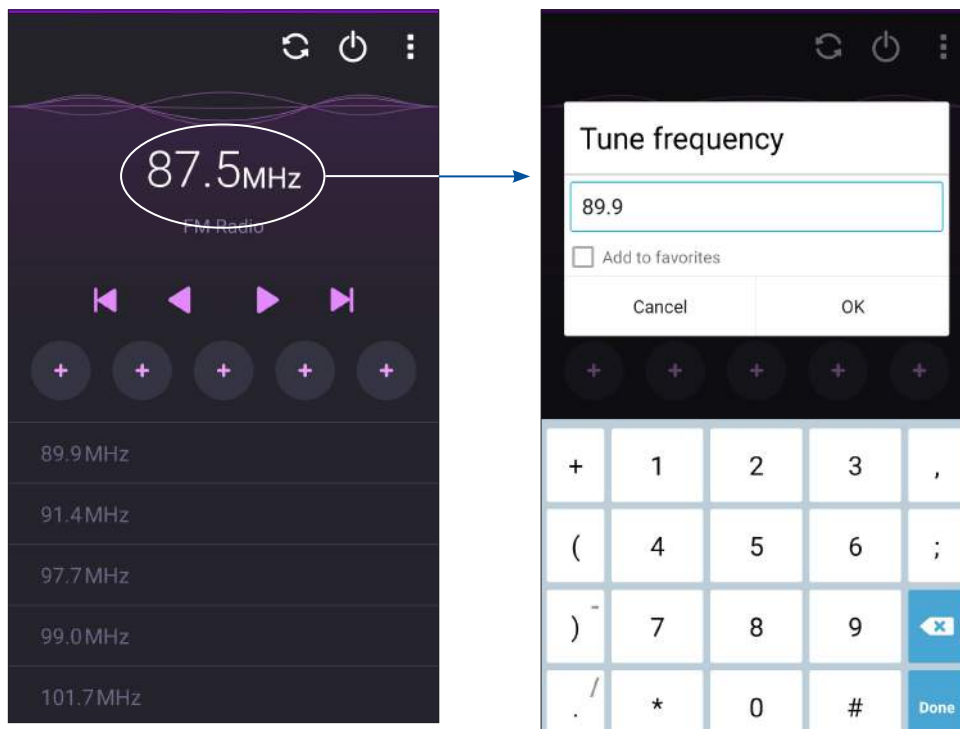 87.5MHz
FM Radio
+ + + + +
89.9MHz
91.4MHz
97.7MHz
99.0MHz
101.7MHz
Tune frequency
89.9
Add to favorites
Cancel OK
+ + + + +
+ 1 2 3 ,
( 4 5 6 ;
) - 7 8 9
. / * 0 # Done